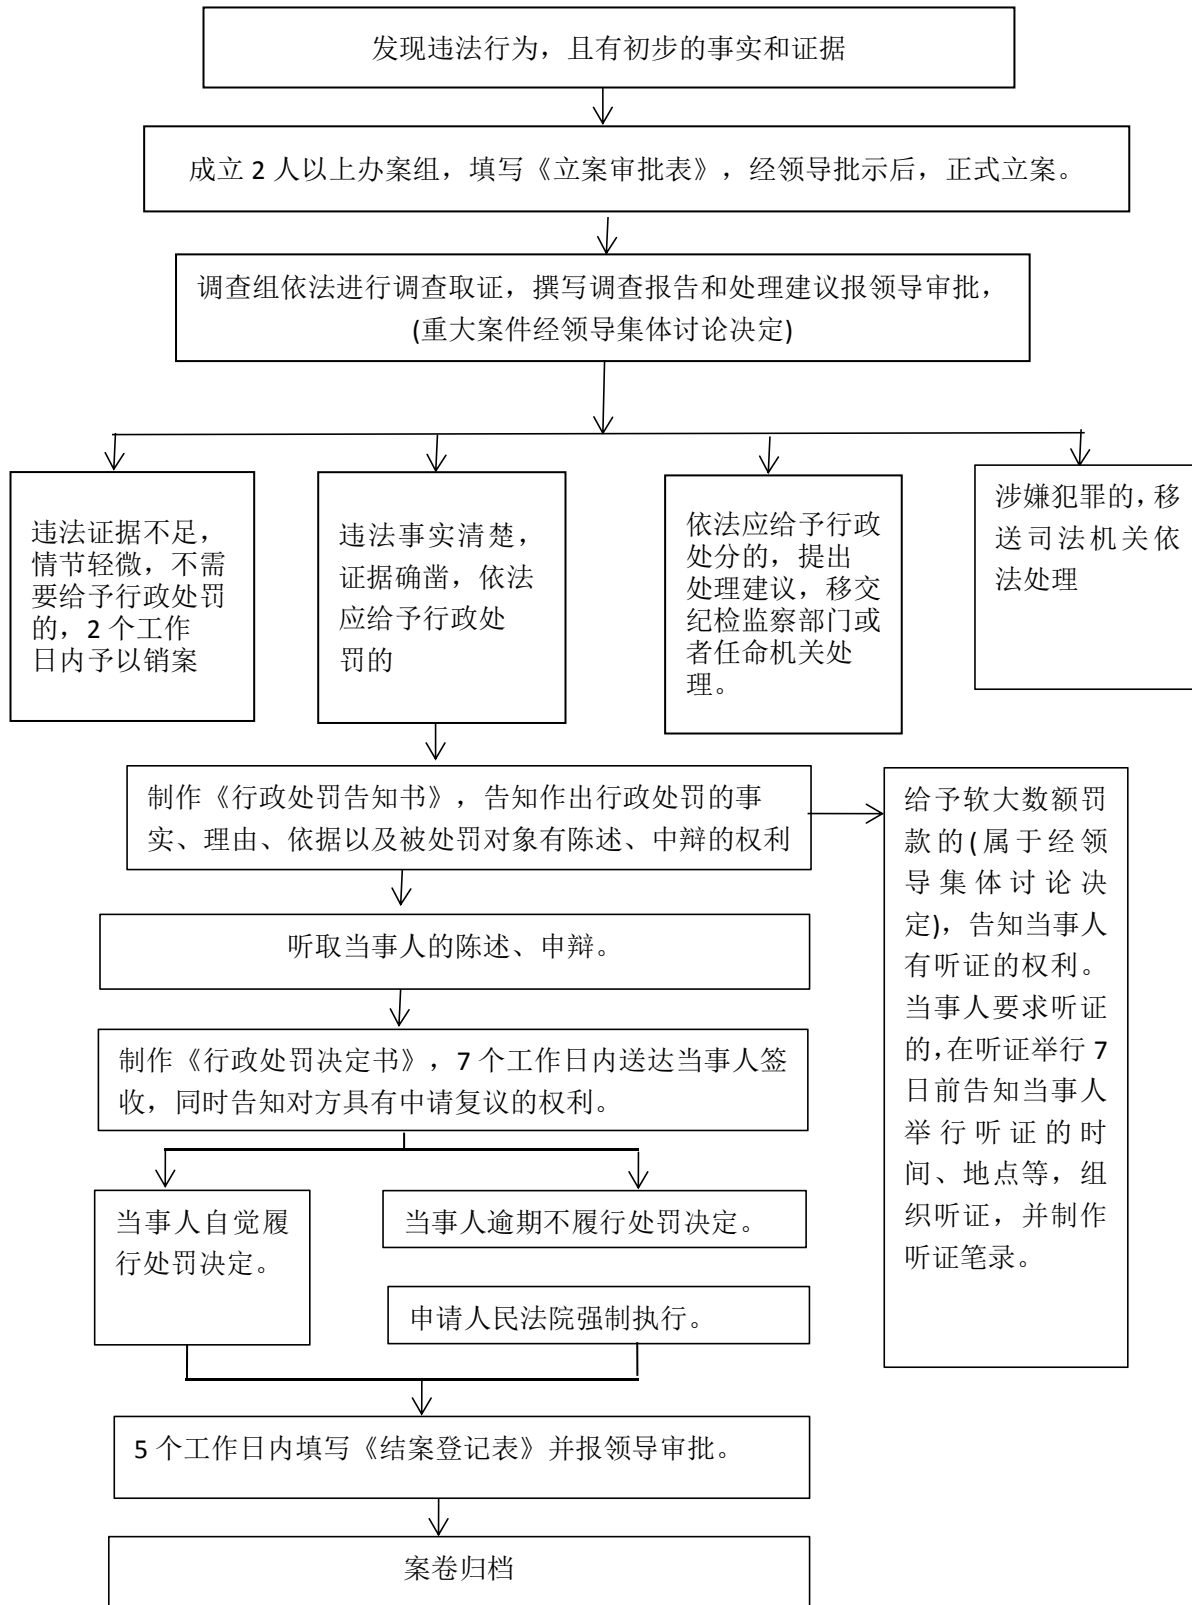 发现违法行为，且有初步的事实和证据
成立 2 人以上办案组，填写《立案审批表》，经领导批示后，正式立案。
调查组依法进行调查取证，撰写调查报告和处理建议报领导审批，
(重大案件经领导集体讨论决定)
违法证据不足，
情节轻微，不需
要给予行政处罚
的，2 个工作
日内予以销案
违法事实清楚，
证据确凿，依法
应给予行政处
罚的
依法应给予行政
处分的，提出
处理建议，移交
纪检监察部门或
者任命机关处
理。
涉嫌犯罪的，移
送司法机关依
法处理
制作《行政处罚告知书》，告知作出行政处罚的事
实、理由、依据以及被处罚对象有陈述、中辩的权利
给予软大数额罚
款的(属于经领
导集体讨论决
定)，告知当事人
有听证的权利。
当事人要求听证
的,在听证举行 7
日前告知当事人
举行听证的时
间、地点等，组
织听证，并制作
听证笔录。
听取当事人的陈述、申辩。
制作《行政处罚决定书》，7 个工作日内送达当事人签
收，同时告知对方具有中请复议的权利。
当事人自觉履
行处罚决定。
当事人逾期不履行处罚决定。
申请人民法院强制执行。
5 个工作日内填写《结案登记表》并报领导审批。
案卷归档